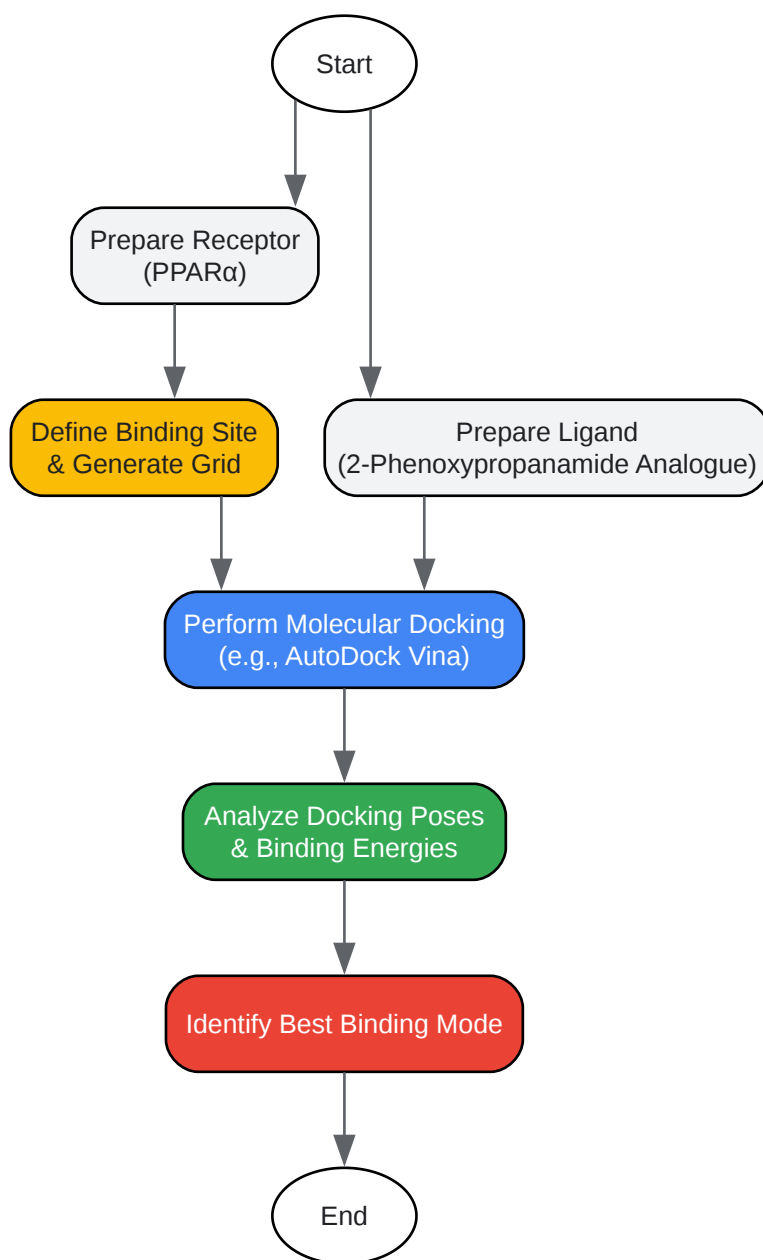 Start
Prepare Receptor
(PPARα)
Define Binding Site
& Generate Grid
Prepare Ligand
(2-Phenoxypropanamide Analogue)
Perform Molecular Docking
(e.g., AutoDock Vina)
Analyze Docking Poses
& Binding Energies
Identify Best Binding Mode
End